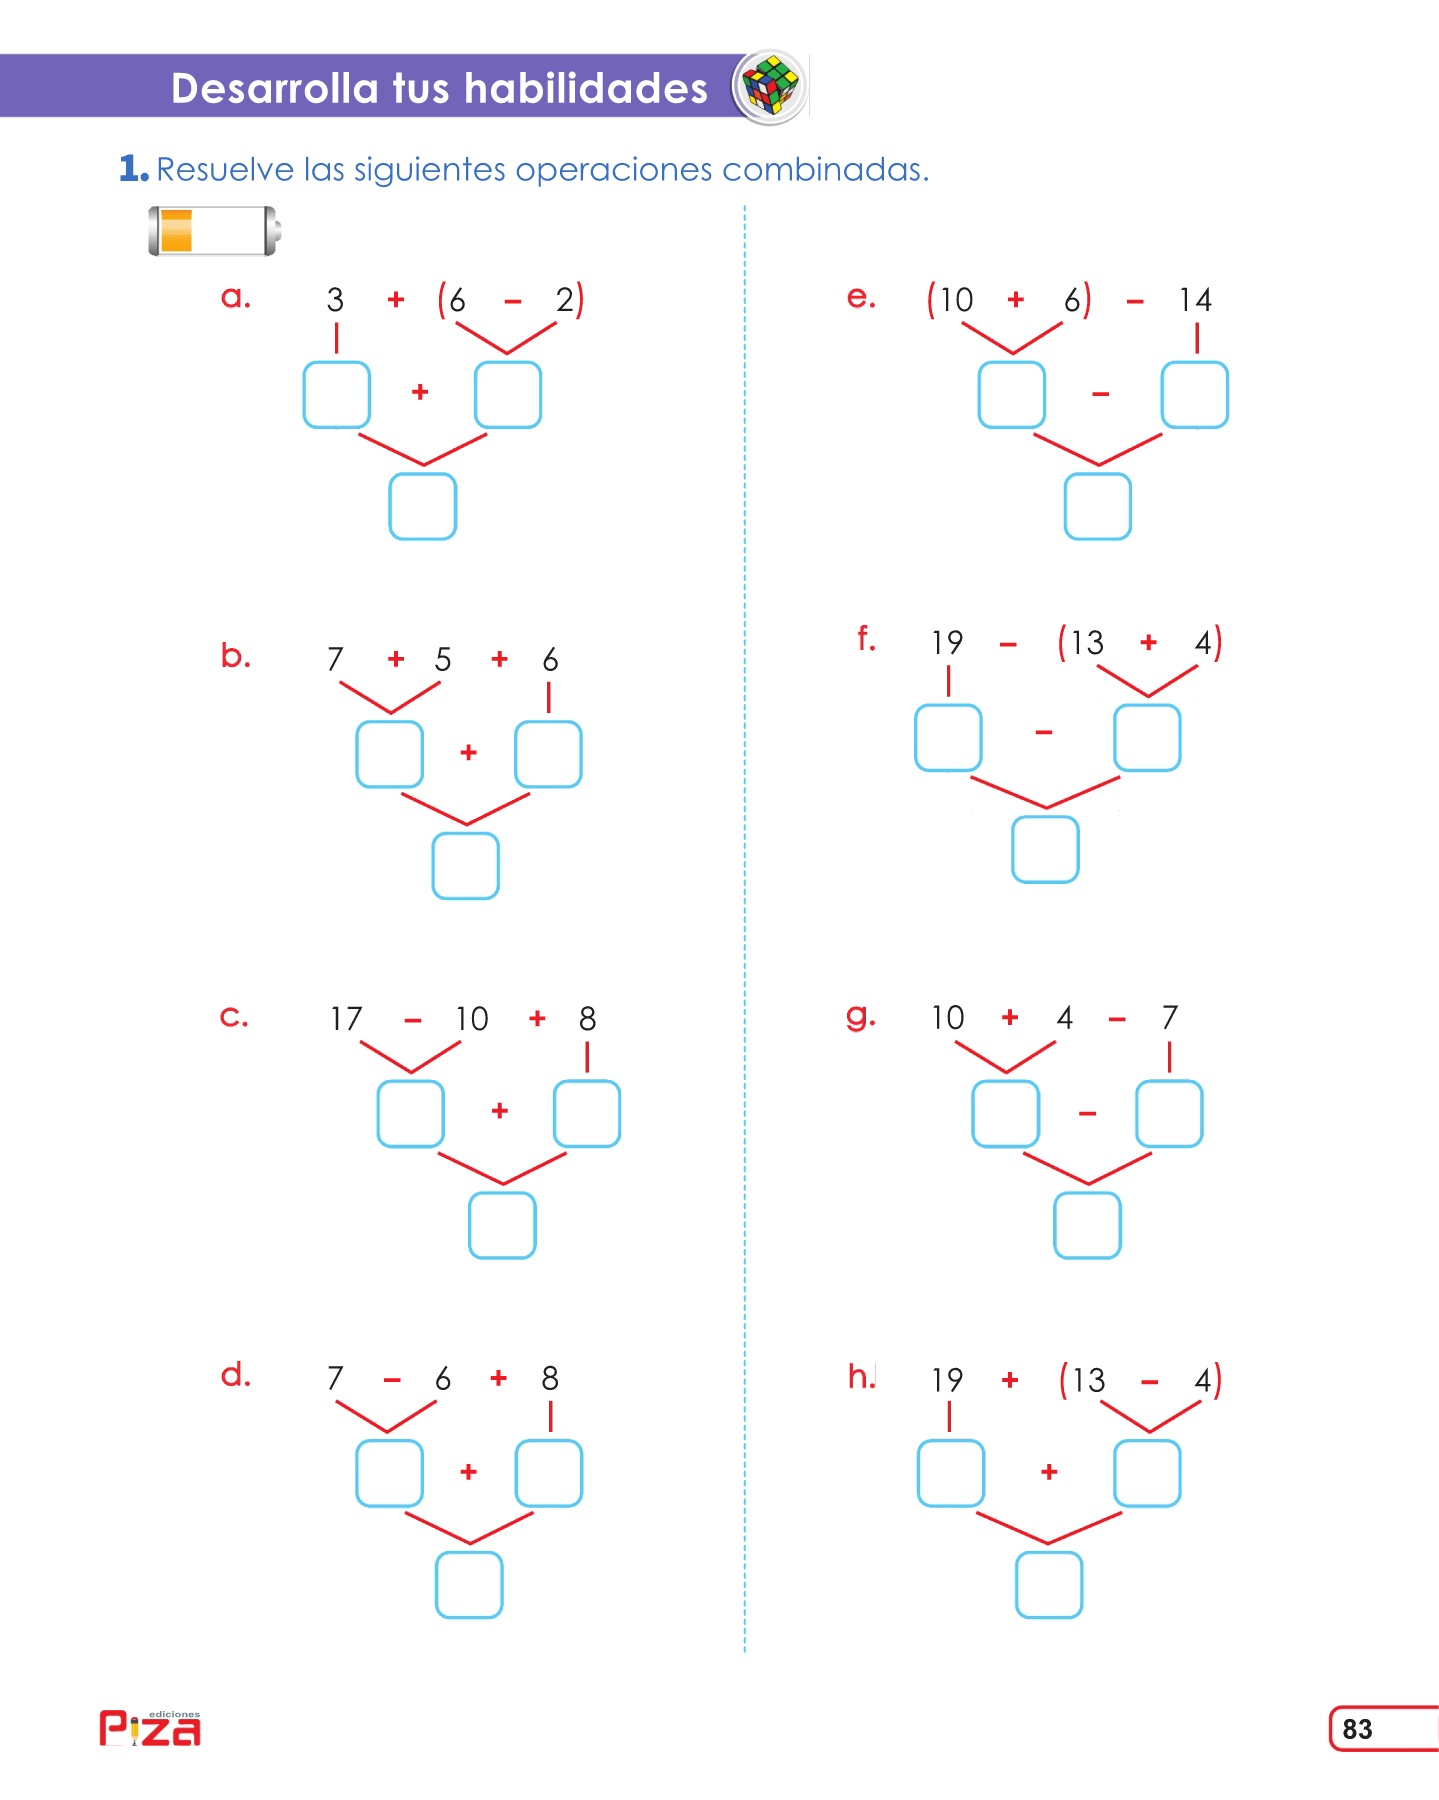 Desarrolla tus habilidades
1. Resuelve las siguientes operaciones combinadas.
a. 3 + (6 – 2)
+
b. 7 + 5 + 6
+
c. 17 – 10 + 8
+
d. 7 – 6 + 8
+
e. (10 + 6) – 14
–
f. 19 – (13 + 4)
–
g. 10 + 4 – 7
–
h. 19 + (13 – 4)
+
ediciones
Piza
83